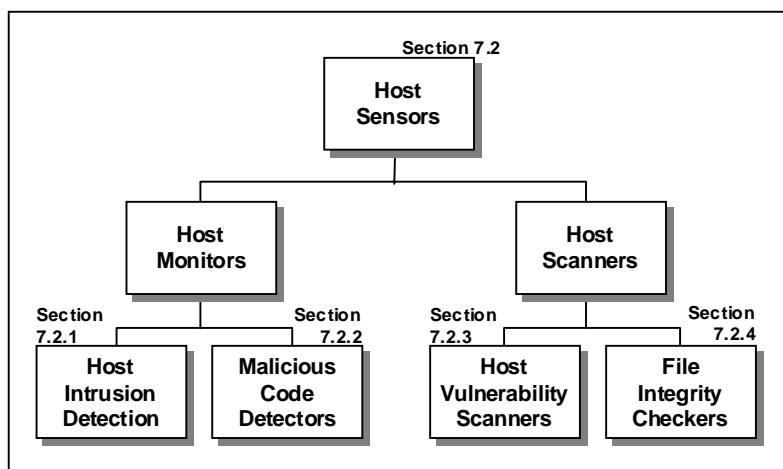 Section 7.2
Host
Sensors
Host
Monitors
Host
Scanners
Section
7.2.1
Host
Intrusion
Detection
Section
7.2.2
Malicious
Code
Detectors
Section
7.2.3
Host
Vulnerability
Scanners
Section
7.2.4
File
Integrity
Checkers